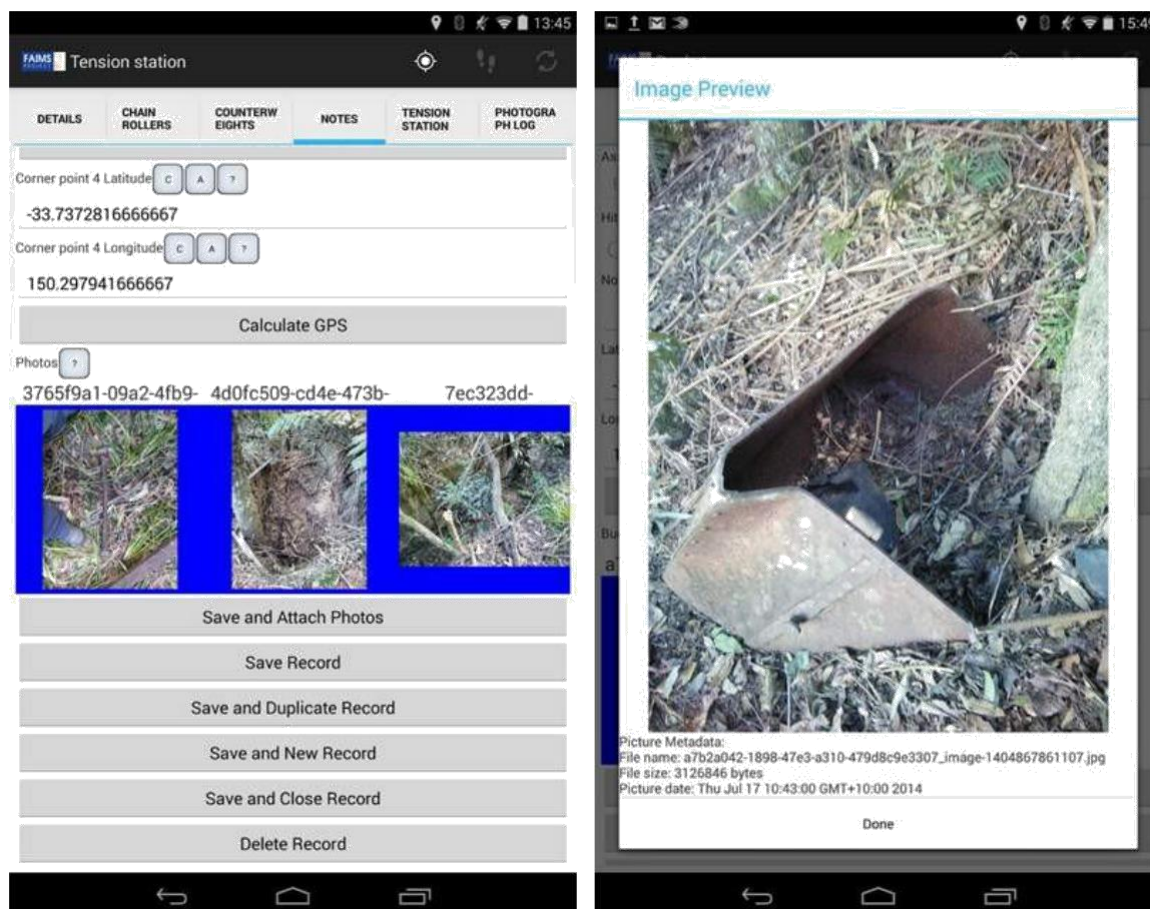 13:45
FAIMS PROJECT Tension station
DETAILS
CHAIN ROLLERS
COUNTERW EIGHTS
NOTES
TENSION STATION
PHOTOGRA PH LOG
Corner point 4 Latitude C A ?
-33.7372816666667
Corner point 4 Longitude C A ?
150.297941666667
Calculate GPS
Photos ?
3765f9a1-09a2-4fb9- 4d0fc509-cd4e-473b- 7ec323dd-
Save and Attach Photos
Save Record
Save and Duplicate Record
Save and New Record
Save and Close Record
Delete Record
15:49
Image Preview
Picture Metadata:
File name: a7b2a042-1898-47e3-a310-479d8c9e3307_image-1404867861107.jpg
File size: 3126846 bytes
Picture date: Thu Jul 17 10:43:00 GMT+10:00 2014
Done